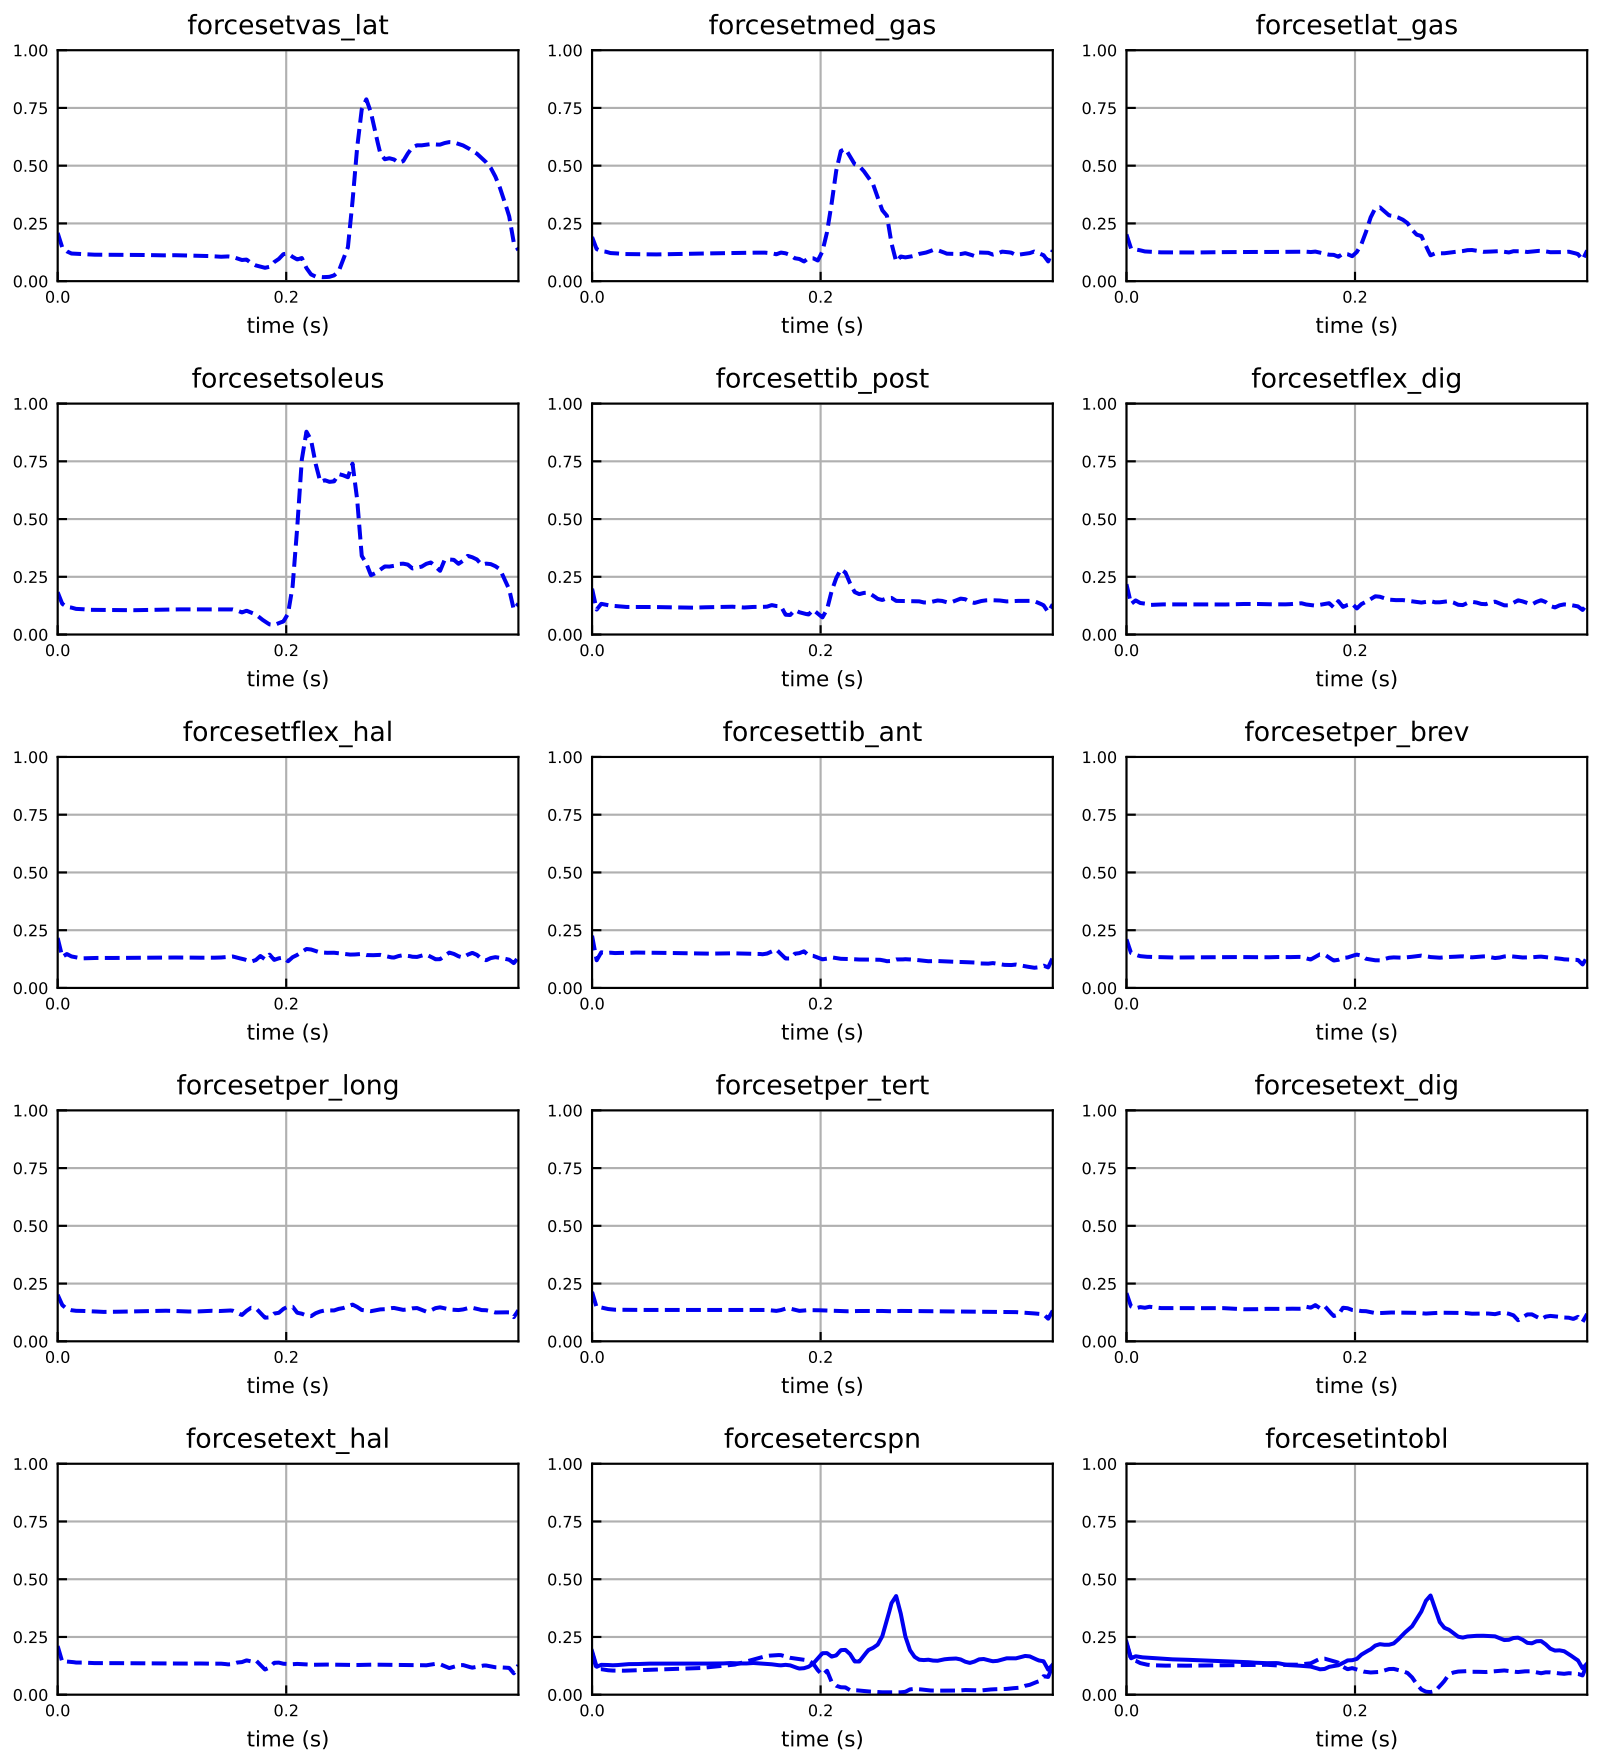 forcesetvas_lat forcesetmed_gas forcesetlat_gas
1.00 1.00 1.00
0.75 0.75 0.75
0.50 0.50 0.50
0.25 0.25 0.25
0.00 0.00 0.00
0.0 0.2 0.0 0.2 0.0 0.2
time (s) time (s) time (s)
forcesetsoleus forcesettib_post forcesetflex_dig
1.00 1.00 1.00
0.75 0.75 0.75
0.50 0.50 0.50
0.25 0.25 0.25
0.00 0.00 0.00
0.0 0.2 0.0 0.2 0.0 0.2
time (s) time (s) time (s)
forcesetflex_hal forcesettib_ant forcesetper_brev
1.00 1.00 1.00
0.75 0.75 0.75
0.50 0.50 0.50
0.25 0.25 0.25
0.00 0.00 0.00
0.0 0.2 0.0 0.2 0.0 0.2
time (s) time (s) time (s)
forcesetper_long forcesetper_tert forcesetext_dig
1.00 1.00 1.00
0.75 0.75 0.75
0.50 0.50 0.50
0.25 0.25 0.25
0.00 0.00 0.00
0.0 0.2 0.0 0.2 0.0 0.2
time (s) time (s) time (s)
forcesetext_hal forcesetercspn forcesetintobl
1.00 1.00 1.00
0.75 0.75 0.75
0.50 0.50 0.50
0.25 0.25 0.25
0.00 0.00 0.00
0.0 0.2 0.0 0.2 0.0 0.2
time (s) time (s) time (s)